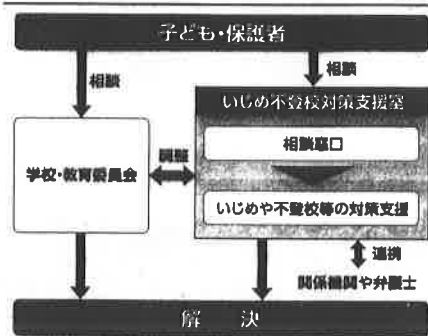 子ども・保護者
相談
相談
いじめ不登校対策支援室
相談窓口
学校・教育委員会
調整
いじめや不登校等の対策支援
連携
関係機関や弁護士
解決